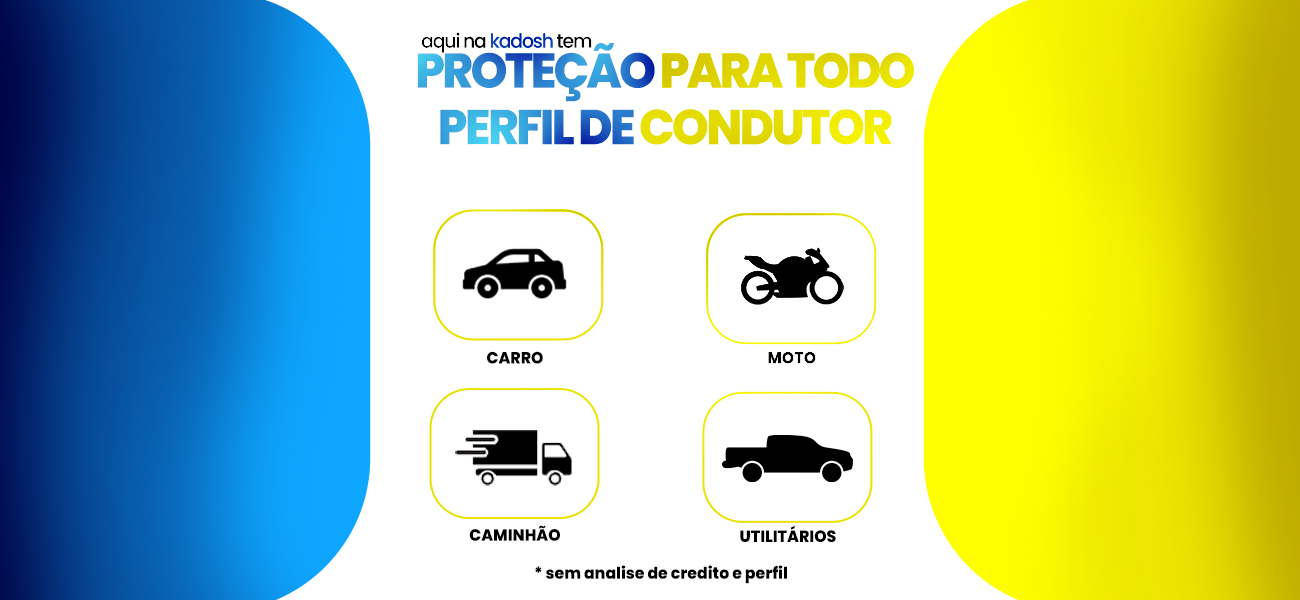 aqui na kadosh tem
PROTEÇÃO PARA TODO
PERFIL DE CONDUTOR
CARRO
MOTO
CAMINHÃO
UTILITÁRIOS
* sem analise de credito e perfil